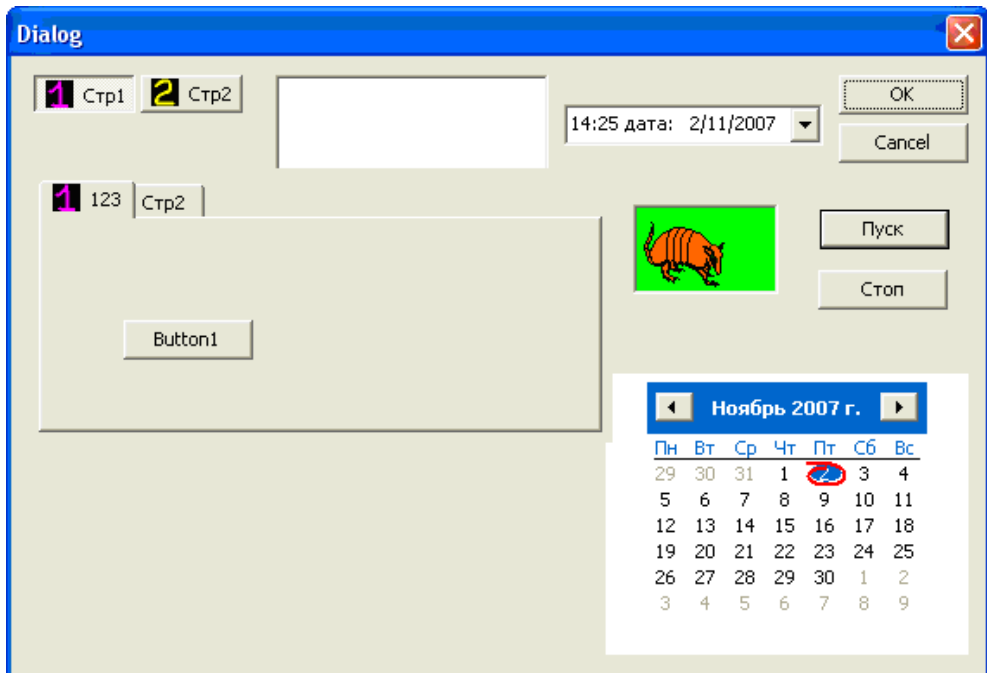 Dialog
1 Стр1 2 Стр2
14:25 дата: 2/11/2007
OK
Cancel
1 123 Стр2
Пуск
Стоп
Button1
Ноябрь 2007 г.
Пн Вт Ср Чт Пт Сб Вс
29 30 31 1 2 3 4
5 6 7 8 9 10 11
12 13 14 15 16 17 18
19 20 21 22 23 24 25
26 27 28 29 30 1 2
3 4 5 6 7 8 9